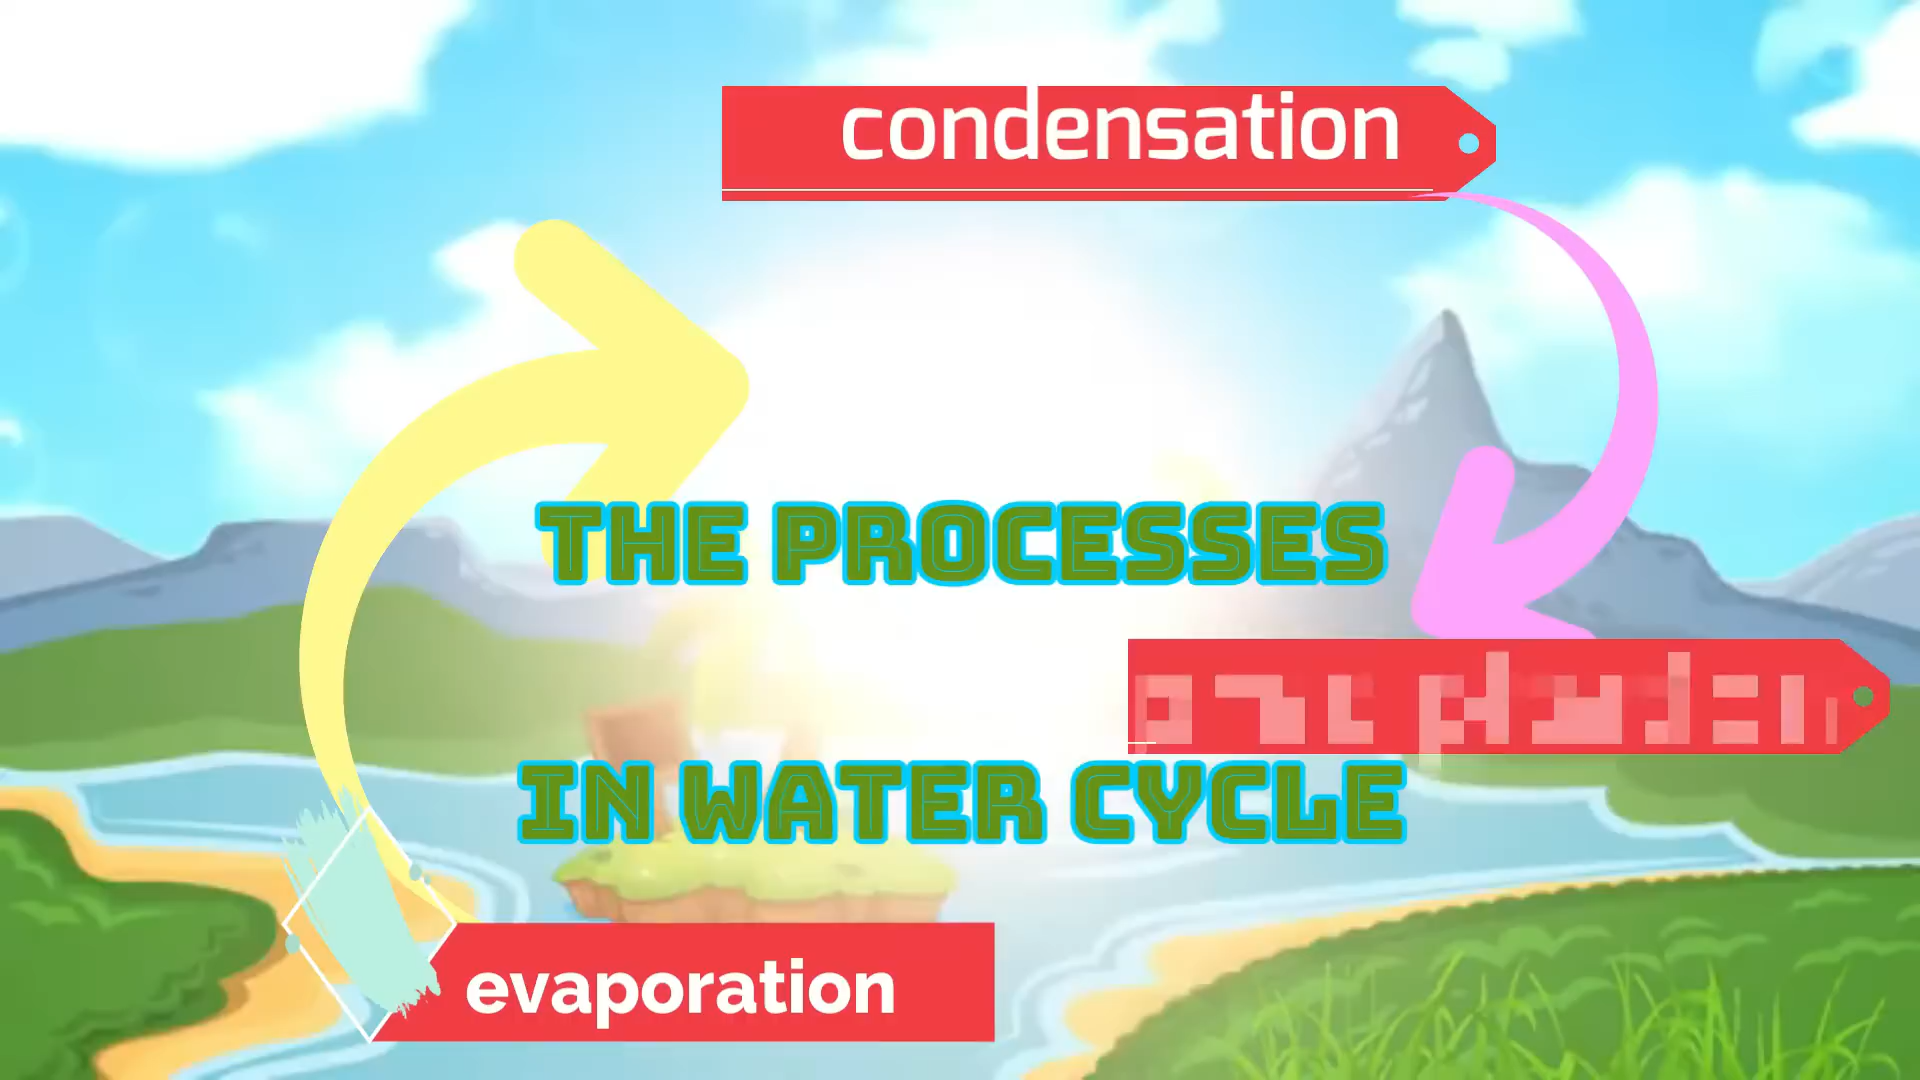 condensation
THE PROCESSES
IN WATER CYCLE
evaporation